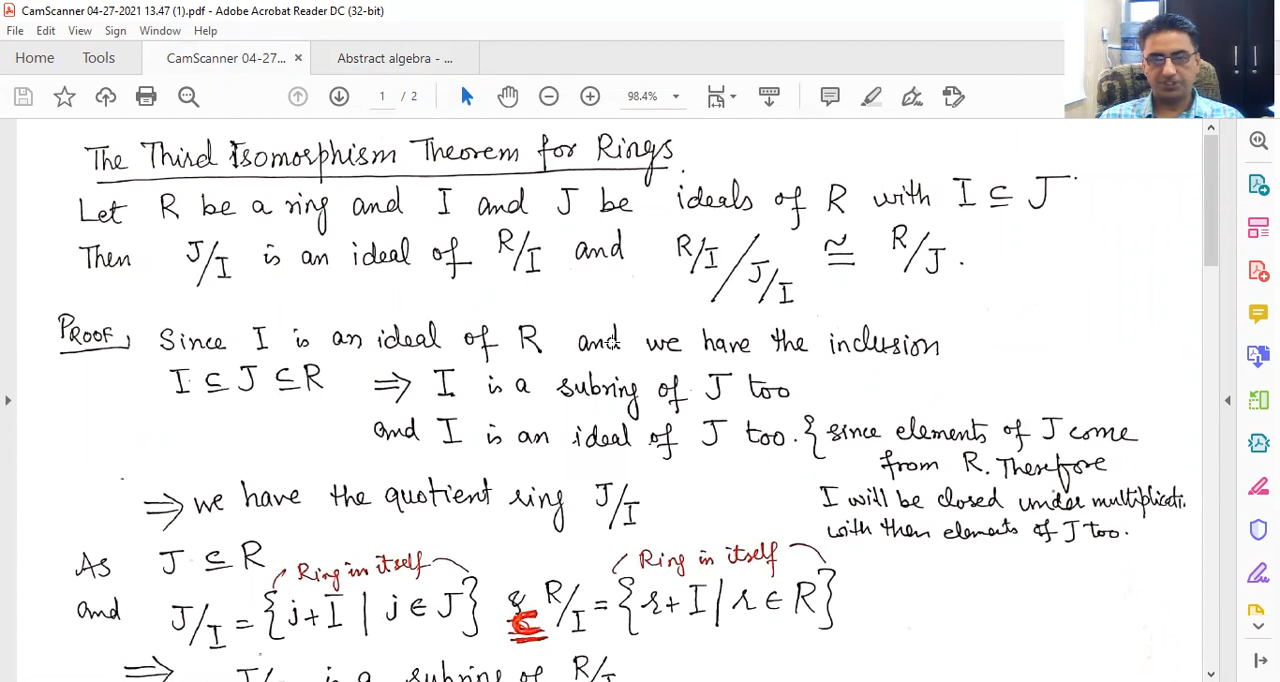 CamScanner 04-27-2021 13.47 (1).pdf - Adobe Acrobat Reader DC (32-bit)
File Edit View Sign Window Help
Home Tools CamScanner 04-27... × Abstract algebra - ...
1 / 2 98.4%
The Third Isomorphism Theorem for Rings
Let R be a ring and I and J be ideals of R with I ⊆ J.
Then J/I is an ideal of R/I and R/I / J/I ≅ R/J.
PROOF, Since I is an ideal of R and we have the inclusion
I ⊆ J ⊆ R ⇒ I is a subring of J too
and I is an ideal of J too. { since elements of J come
from R. Therefore
I will be closed under multiplicati.
with then elements of J too.
⇒ we have the quotient ring J/I
As J ⊆ R
Ring in itself Ring in itself
and J/I = {j+I | j ∈ J} ⊆ R/I = {r+I | r ∈ R}
⇒ J/I is a subring of R/I